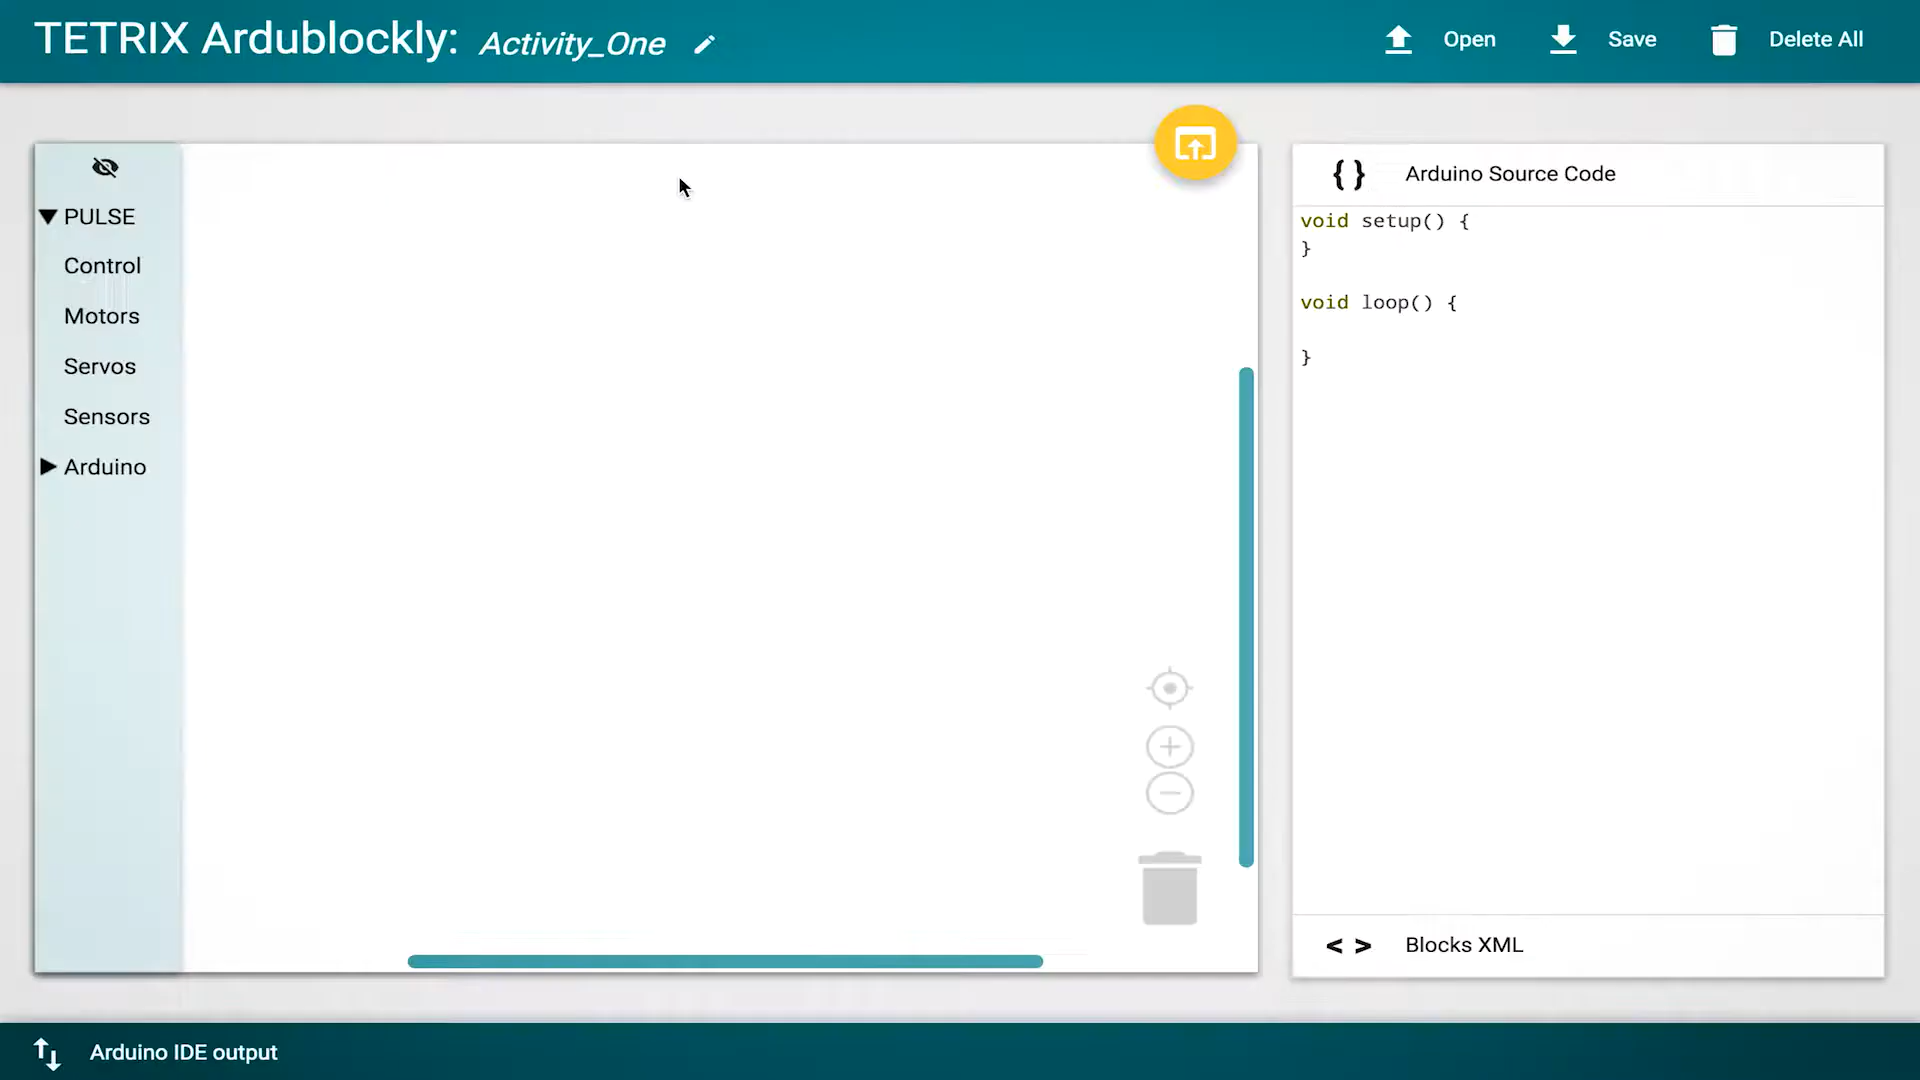 TETRIX Ardublockly: Activity_One
Open
Save
Delete All
PULSE
Control
Motors
Servos
Sensors
Arduino
{ } Arduino Source Code
void setup() {
}
void loop() {
}
< > Blocks XML
Arduino IDE output